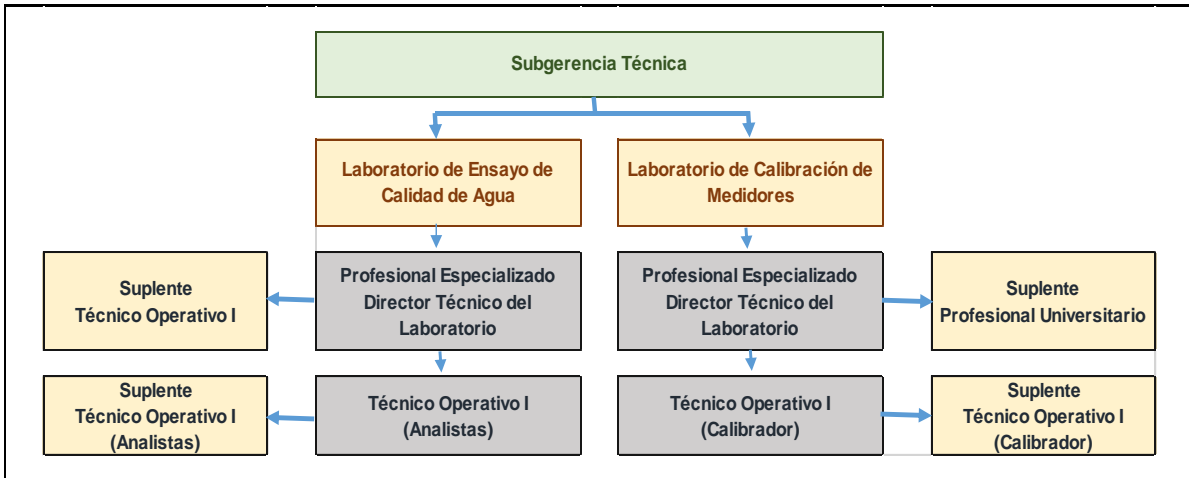 Subgerencia Técnica
Laboratorio de Ensayo de
Calidad de Agua
Laboratorio de Calibración de
Medidores
Suplente
Técnico Operativo I
Profesional Especializado
Director Técnico del
Laboratorio
Profesional Especializado
Director Técnico del
Laboratorio
Suplente
Profesional Universitario
Suplente
Técnico Operativo I
(Analistas)
Técnico Operativo I
(Analistas)
Técnico Operativo I
(Calibrador)
Suplente
Técnico Operativo I
(Calibrador)